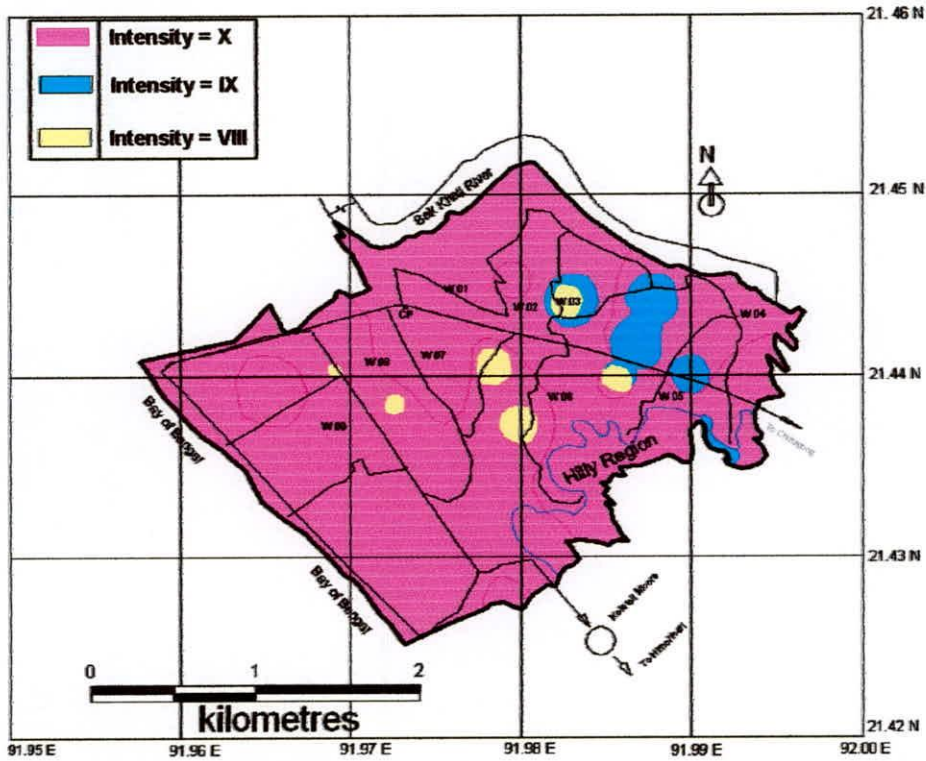 21.46 N
Intensity = X
Intensity = IX
Intensity = VIII
N
21.45 N
Bak Khali River
W 01
W 02
W 03
W 04
CP
W 07
21.44 N
W 05
Bay of Bengal
Hilly Region
21.43 N
Bay of Bengal
0 1 2
kilometres
21.42 N
91.95 E 91.96 E 91.97 E 91.98 E 91.99 E 92.00 E